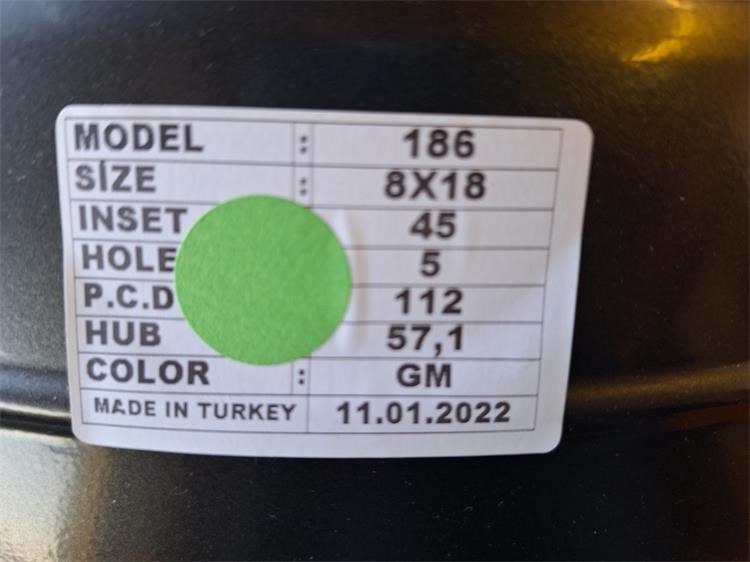 MODEL : 186
SİZE : 8X18
INSET 45
HOLE 5
P.C.D 112
HUB 57,1
COLOR : GM
MADE IN TURKEY 11.01.2022